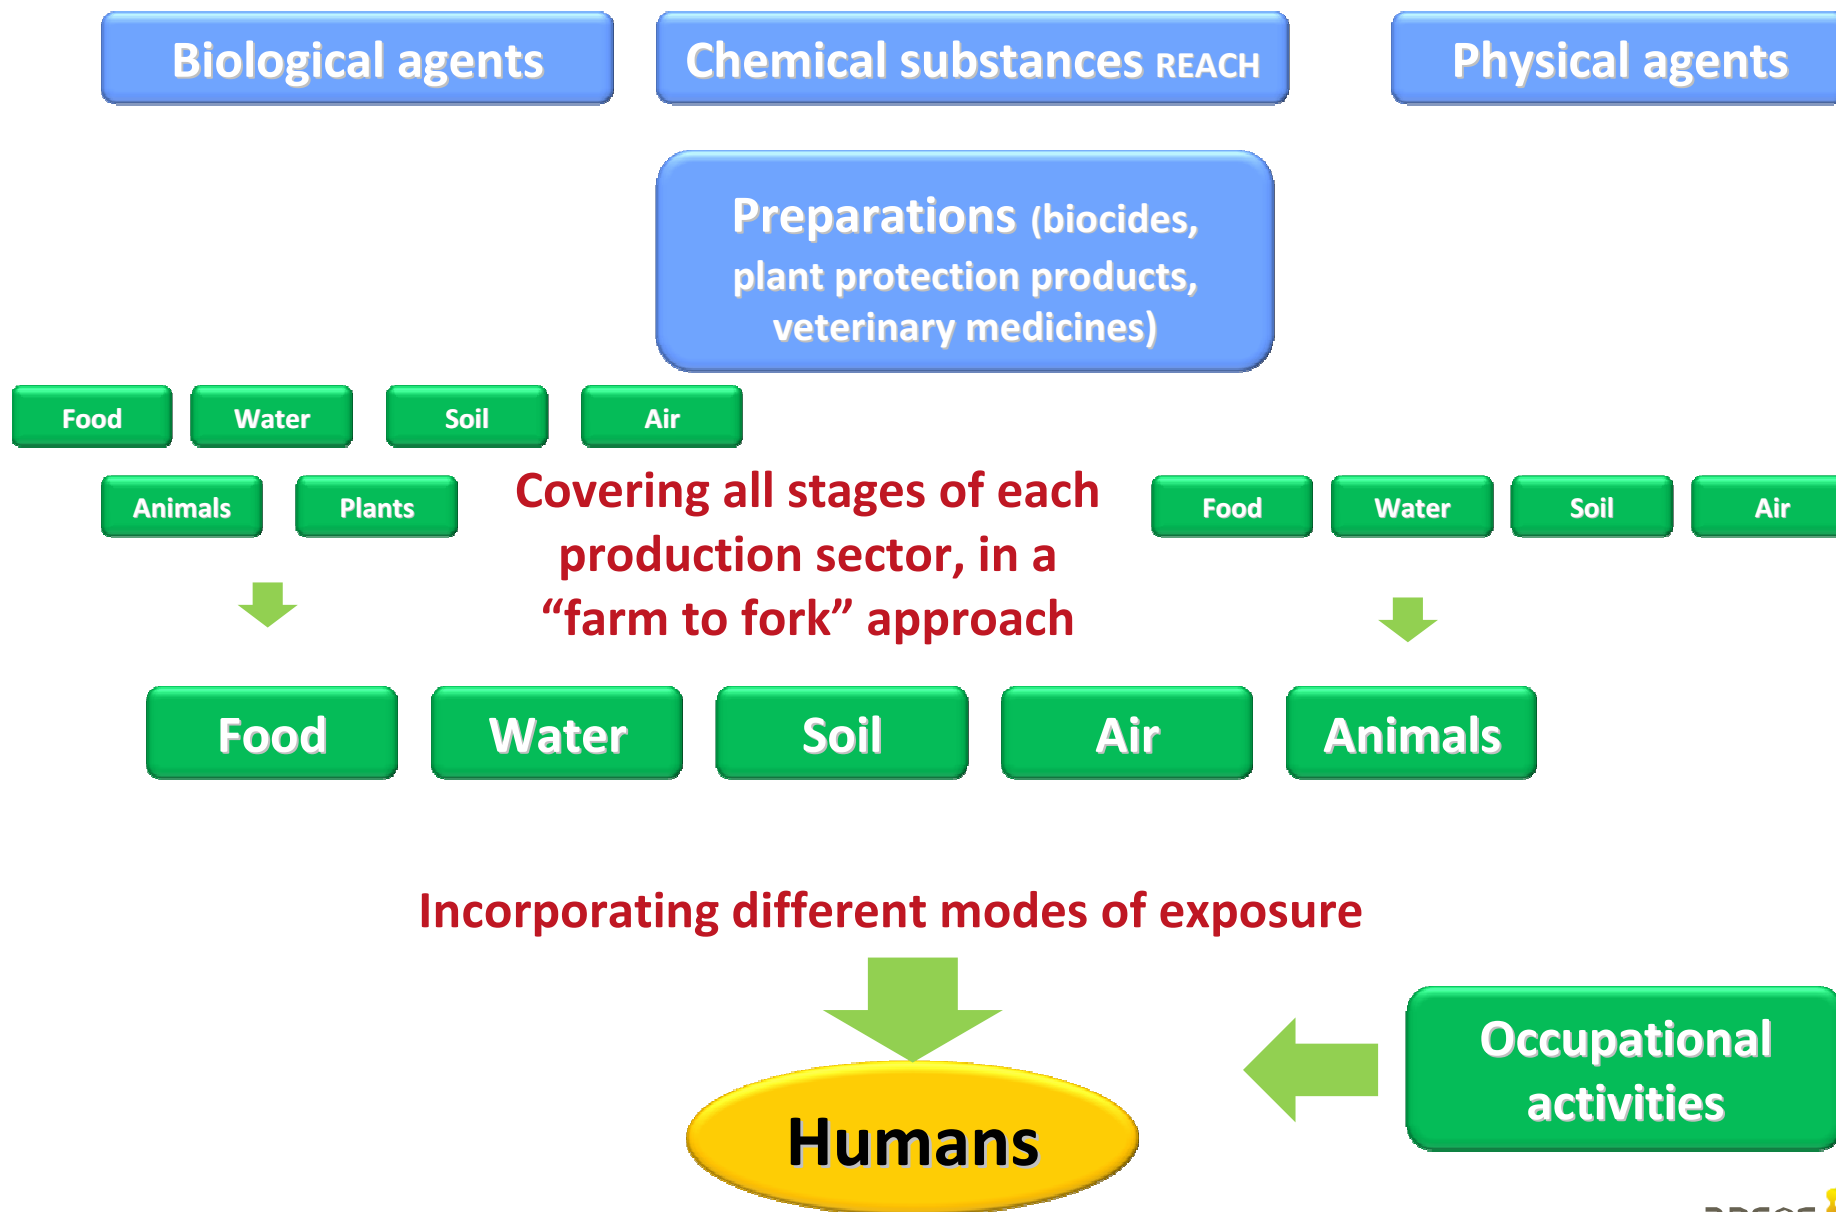 Biological agents
Chemical substances REACH
Physical agents
Preparations (biocides,
plant protection products,
veterinary medicines)
Food
Water
Soil
Air
Animals
Plants
Covering all stages of each
production sector, in a
“farm to fork” approach
Food
Water
Soil
Air
Food
Water
Soil
Air
Animals
Incorporating different modes of exposure
Humans
Occupational
activities